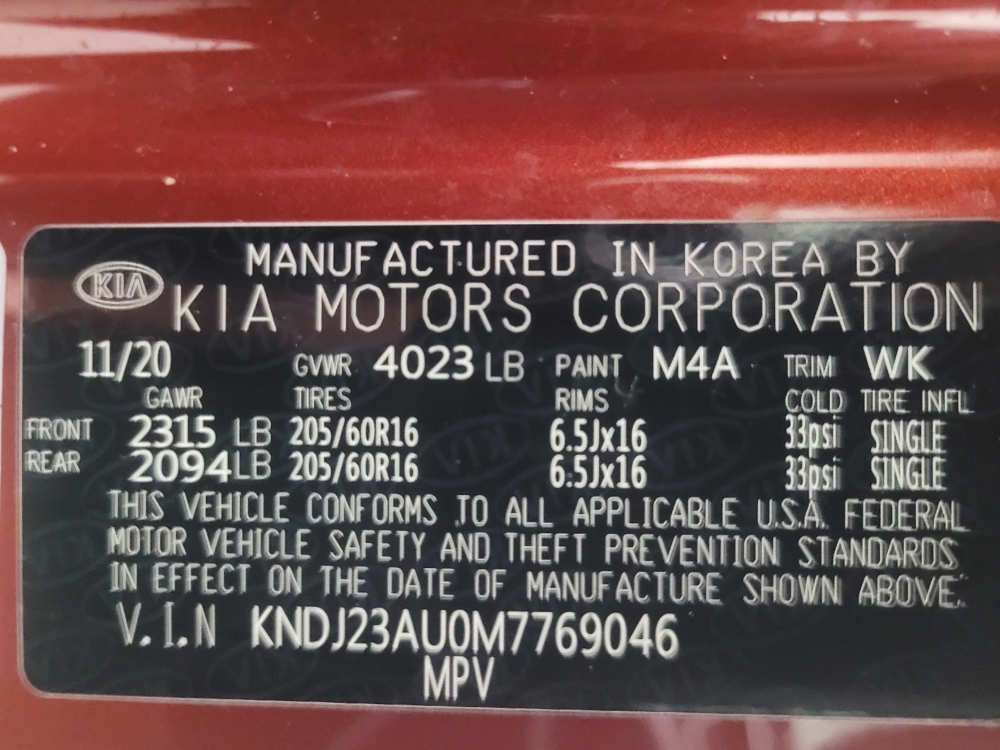 MANUFACTURED IN KOREA BY
KIA KIA MOTORS CORPORATION
11/20 GVWR 4023 LB PAINT M4A TRIM WK
GAWR TIRES RIMS COLD TIRE INFL
FRONT 2315 LB 205/60R16 6.5Jx16 33psi SINGLE
REAR 2094 LB 205/60R16 6.5Jx16 33psi SINGLE
THIS VEHICLE CONFORMS TO ALL APPLICABLE U.S.A. FEDERAL
MOTOR VEHICLE SAFETY AND THEFT PREVENTION STANDARDS
IN EFFECT ON THE DATE OF MANUFACTURE SHOWN ABOVE.
V.I.N KNDJ23AU0M7769046
MPV